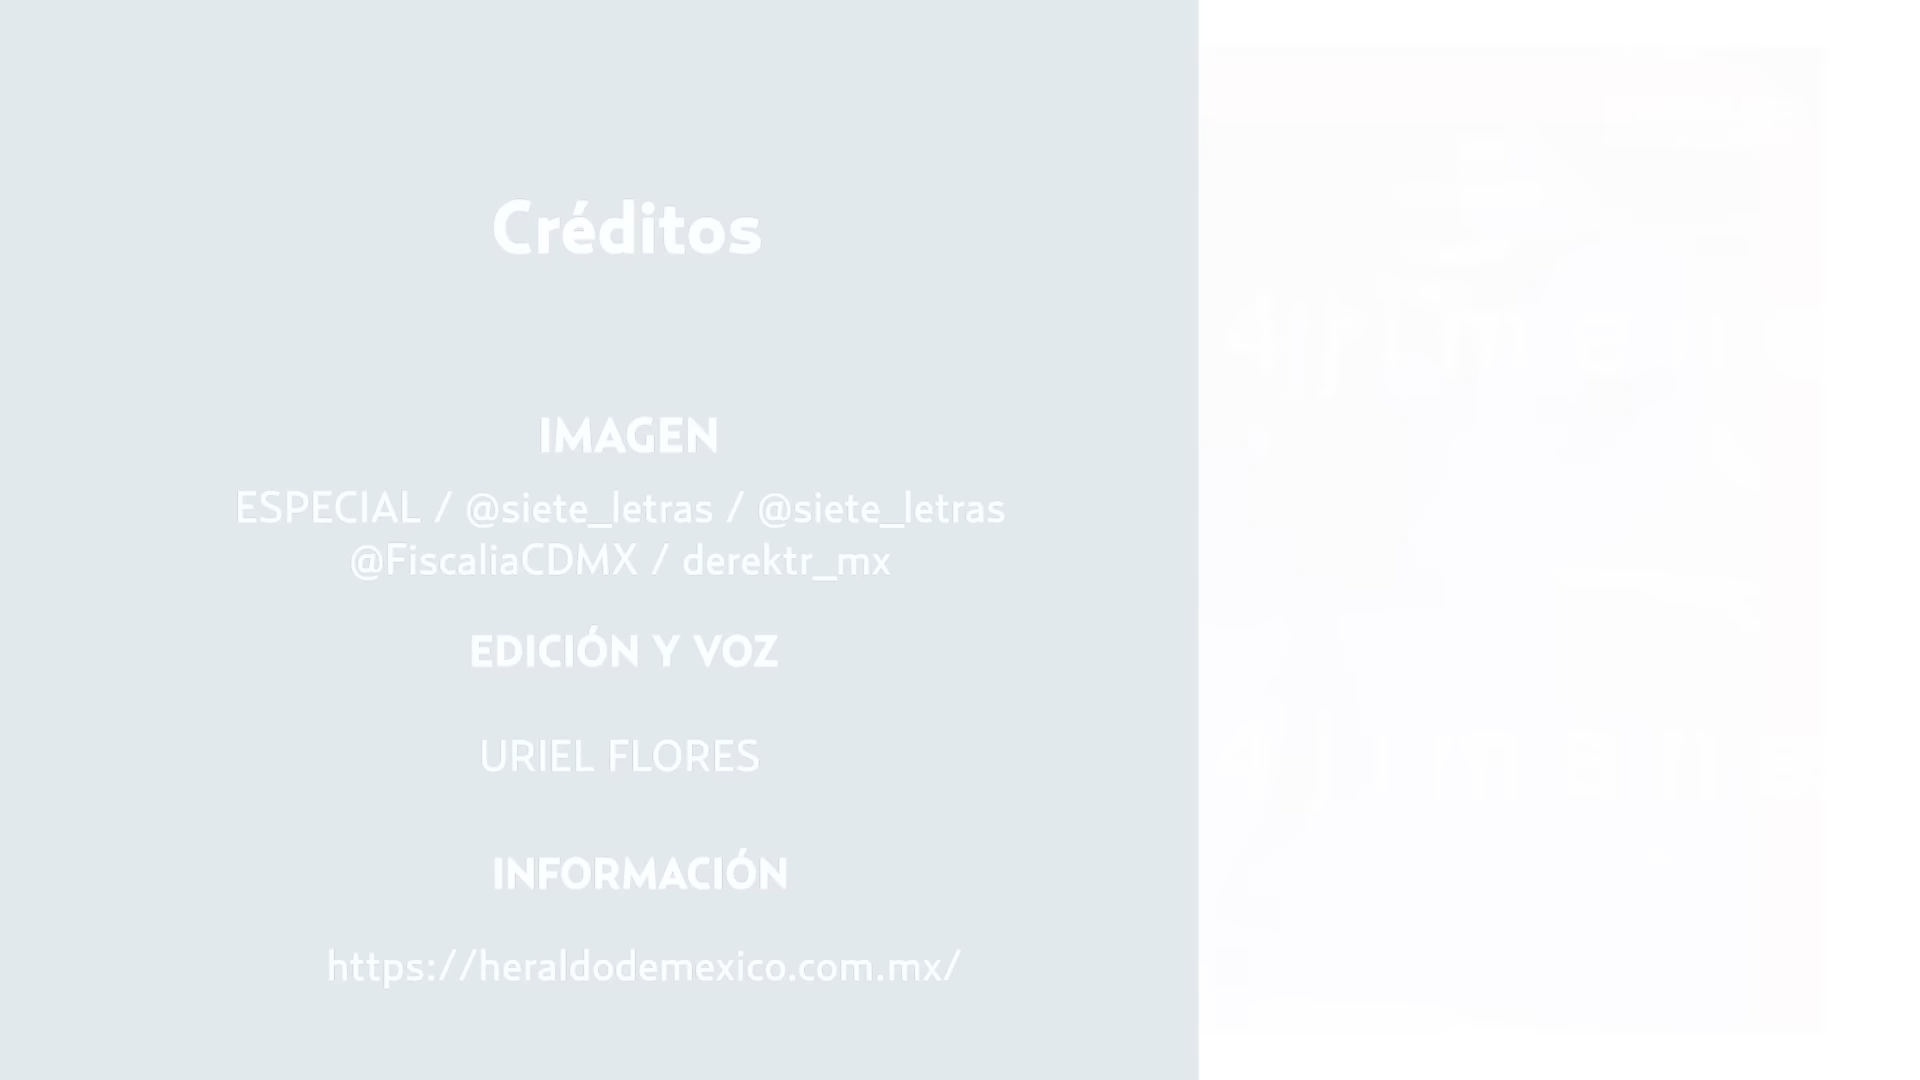 Créditos
IMAGEN
ESPECIAL / @siete_letras / @siete_letras
@FiscaliaCDMX / derektr_mx
EDICIÓN Y VOZ
URIEL FLORES
INFORMACIÓN
https://heraldodemexico.com.mx/